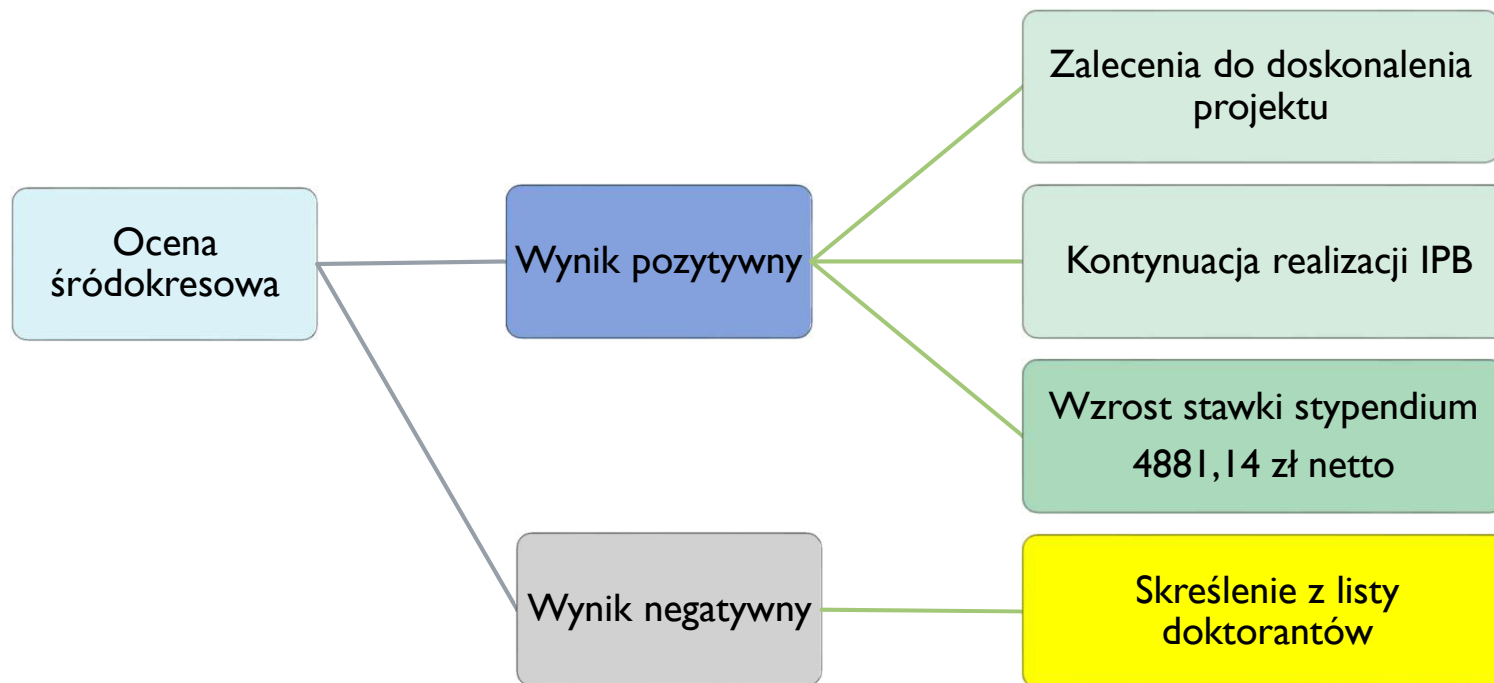 Zalecenia do doskonalenia
projektu
Ocena
śródokresowa
Wynik pozytywny
Kontynuacja realizacji IPB
Wzrost stawki stypendium
4881,14 zł netto
Wynik negatywny
Skreślenie z listy
doktorantów